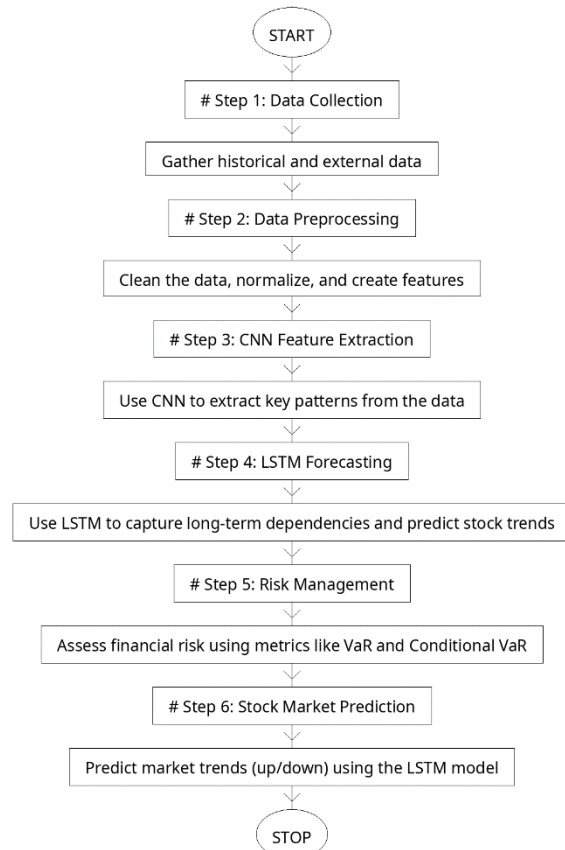 START
# Step 1: Data Collection
Gather historical and external data
# Step 2: Data Preprocessing
Clean the data, normalize, and create features
# Step 3: CNN Feature Extraction
Use CNN to extract key patterns from the data
# Step 4: LSTM Forecasting
Use LSTM to capture long-term dependencies and predict stock trends
# Step 5: Risk Management
Assess financial risk using metrics like VaR and Conditional VaR
# Step 6: Stock Market Prediction
Predict market trends (up/down) using the LSTM model
STOP